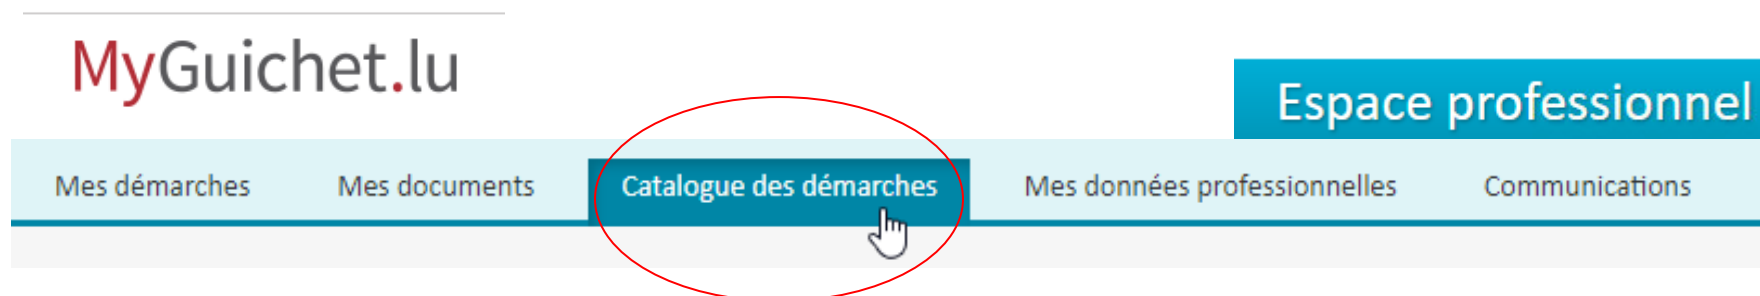 MyGuichet.lu
Espace professionnel
Mes démarches Mes documents Catalogue des démarches Mes données professionnelles Communications